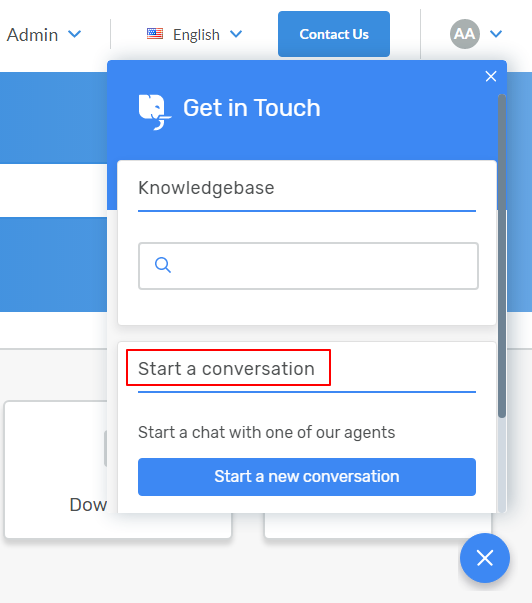 Admin
English
Contact Us
AA
Get in Touch
Knowledgebase
Start a conversation
Start a chat with one of our agents
Start a new conversation